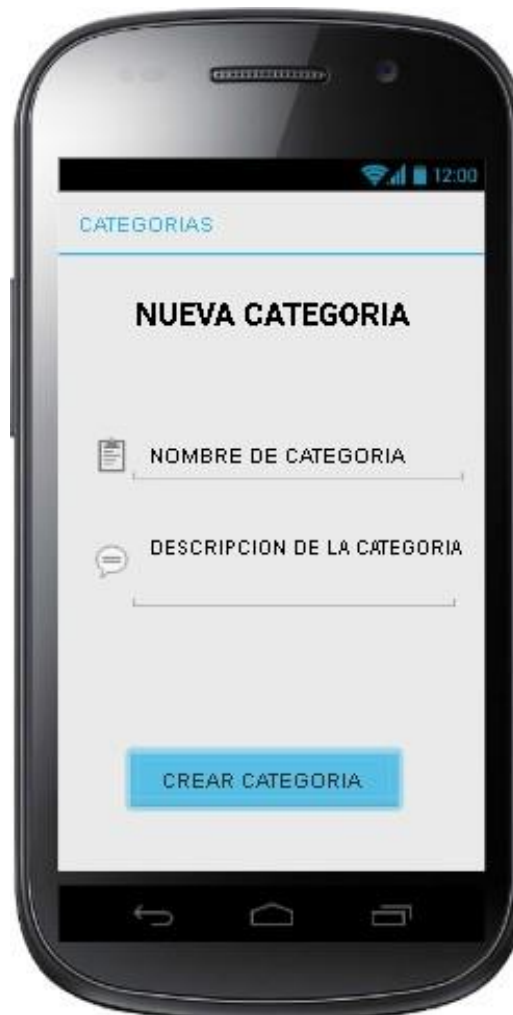 12:00
CATEGORIAS
NUEVA CATEGORIA
NOMBRE DE CATEGORIA
DESCRIPCION DE LA CATEGORIA
CREAR CATEGORIA